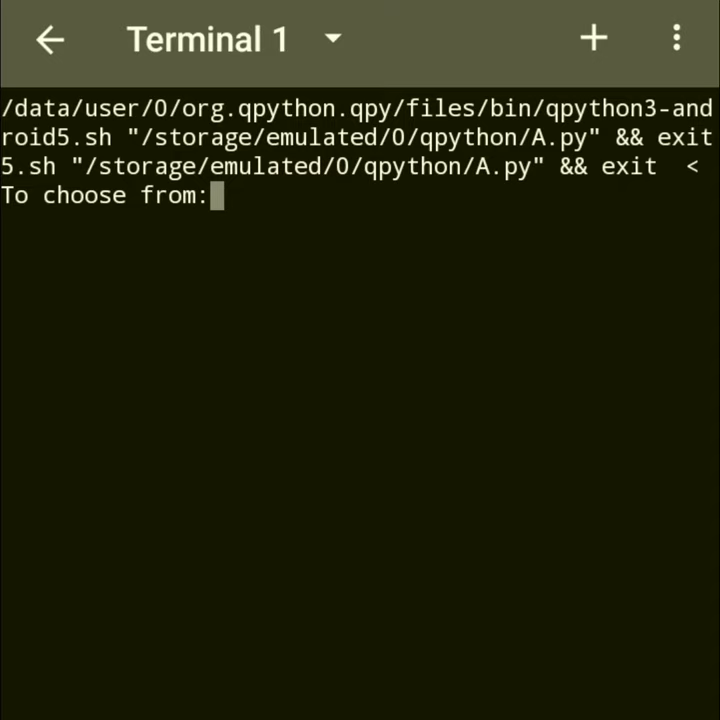 Terminal 1
/data/user/0/org.qpython.qpy/files/bin/qpython3-and
roid5.sh "/storage/emulated/0/qpython/A.py" && exit
5.sh "/storage/emulated/0/qpython/A.py" && exit  <
To choose from: